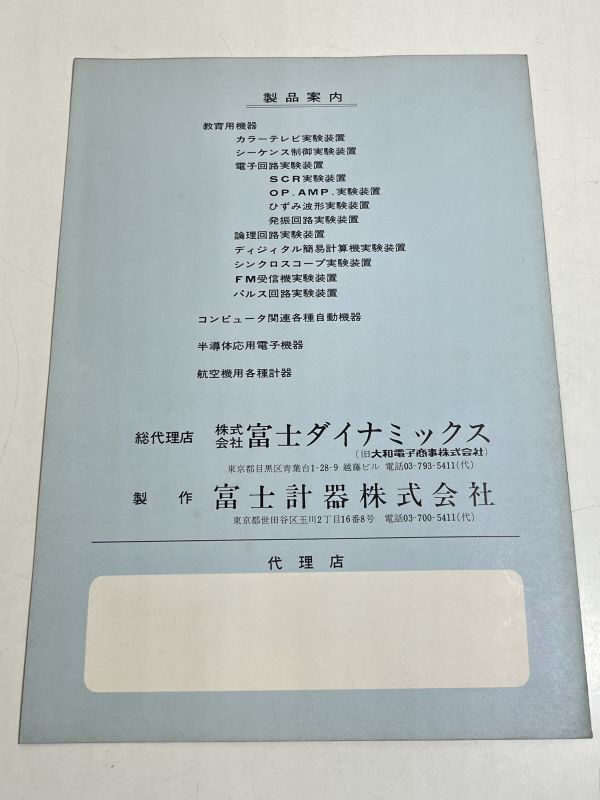 製品案内
教育用機器
カラーテレビ実験装置
シーケンス制御実験装置
電子回路実験装置
SCR実験装置
OP.AMP.実験装置
ひずみ波形実験装置
発振回路実験装置
論理回路実験装置
ディジィタル簡易計算機実験装置
シンクロスコープ実験装置
FM受信機実験装置
パルス回路実験装置
コンピュータ関連各種自動機器
半導体応用電子機器
航空機用各種計器
総代理店 株式会社 富士ダイナミックス
(旧大和電子商事株式会社)
東京都目黒区青葉台1-28-9 越藤ビル 電話03-793-5411(代)
製作 富士計器株式会社
東京都世田谷区玉川2丁目16番8号 電話03-700-5411(代)
代理店